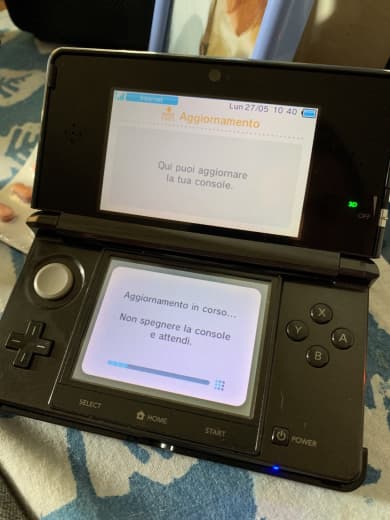 Internet
Lun 27/05 10 40
Aggiornamento
Qui puoi aggiornare
la tua console.
3D
OFF
Aggiornamento in corso...
Non spegnere la console
e attendi.
X
Y
A
B
SELECT
HOME
START
POWER